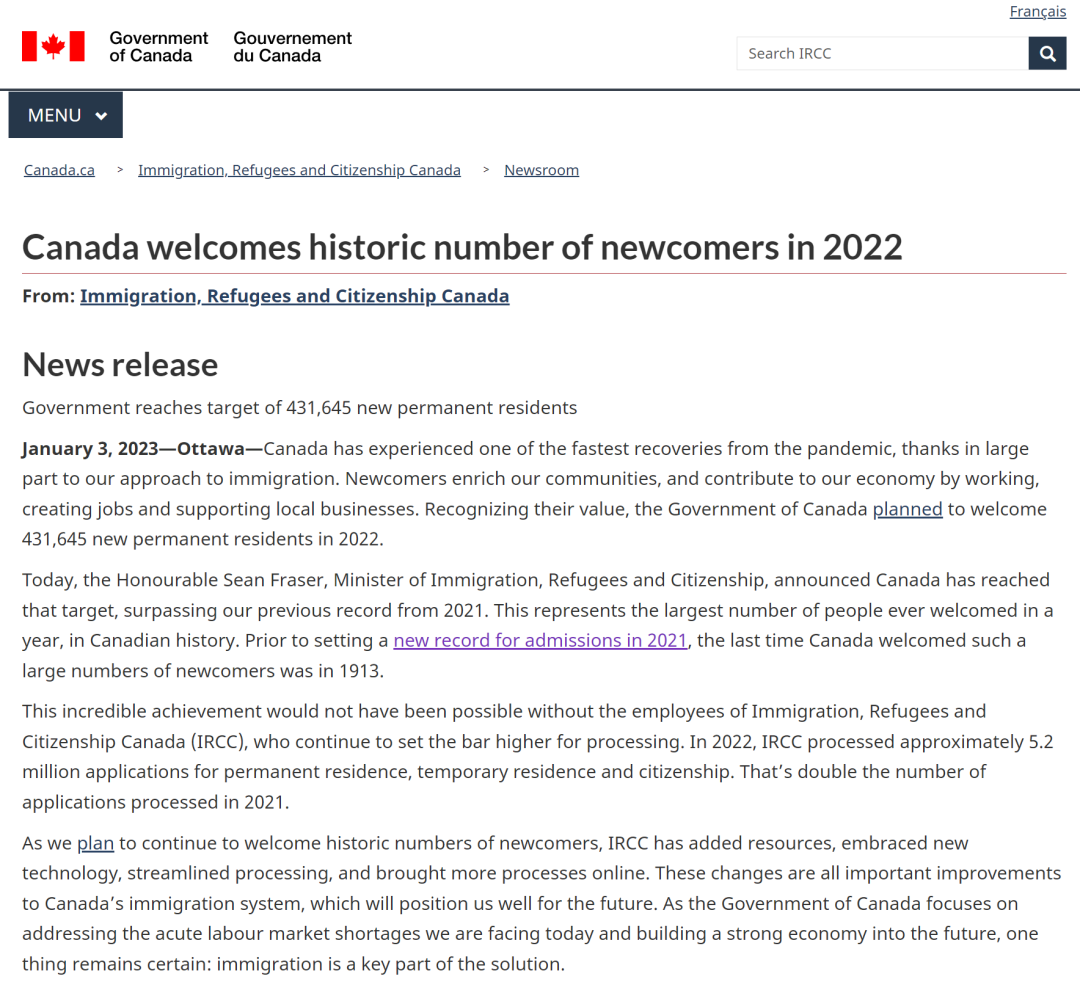 Français
Government of Canada
Gouvernement du Canada
Search IRCC
MENU
Canada.ca > Immigration, Refugees and Citizenship Canada > Newsroom
Canada welcomes historic number of newcomers in 2022
From: Immigration, Refugees and Citizenship Canada
News release
Government reaches target of 431,645 new permanent residents
January 3, 2023—Ottawa—Canada has experienced one of the fastest recoveries from the pandemic, thanks in large
part to our approach to immigration. Newcomers enrich our communities, and contribute to our economy by working,
creating jobs and supporting local businesses. Recognizing their value, the Government of Canada planned to welcome
431,645 new permanent residents in 2022.
Today, the Honourable Sean Fraser, Minister of Immigration, Refugees and Citizenship, announced Canada has reached
that target, surpassing our previous record from 2021. This represents the largest number of people ever welcomed in a
year, in Canadian history. Prior to setting a new record for admissions in 2021, the last time Canada welcomed such a
large numbers of newcomers was in 1913.
This incredible achievement would not have been possible without the employees of Immigration, Refugees and
Citizenship Canada (IRCC), who continue to set the bar higher for processing. In 2022, IRCC processed approximately 5.2
million applications for permanent residence, temporary residence and citizenship. That’s double the number of
applications processed in 2021.
As we plan to continue to welcome historic numbers of newcomers, IRCC has added resources, embraced new
technology, streamlined processing, and brought more processes online. These changes are all important improvements
to Canada’s immigration system, which will position us well for the future. As the Government of Canada focuses on
addressing the acute labour market shortages we are facing today and building a strong economy into the future, one
thing remains certain: immigration is a key part of the solution.